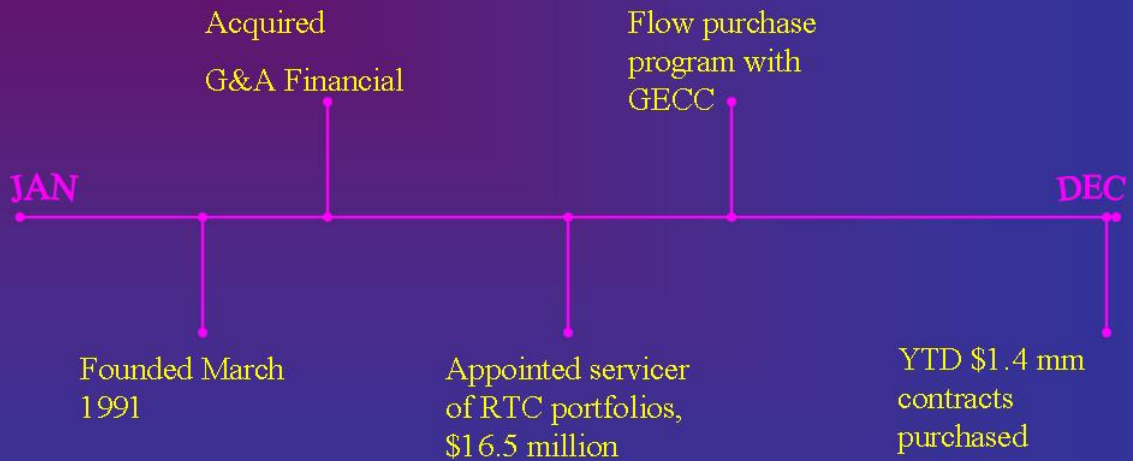 Acquired
G&A Financial
Flow purchase
program with
GECC
JAN
DEC
Founded March
1991
Appointed servicer
of RTC portfolios,
$16.5 million
YTD $1.4 mm
contracts
purchased